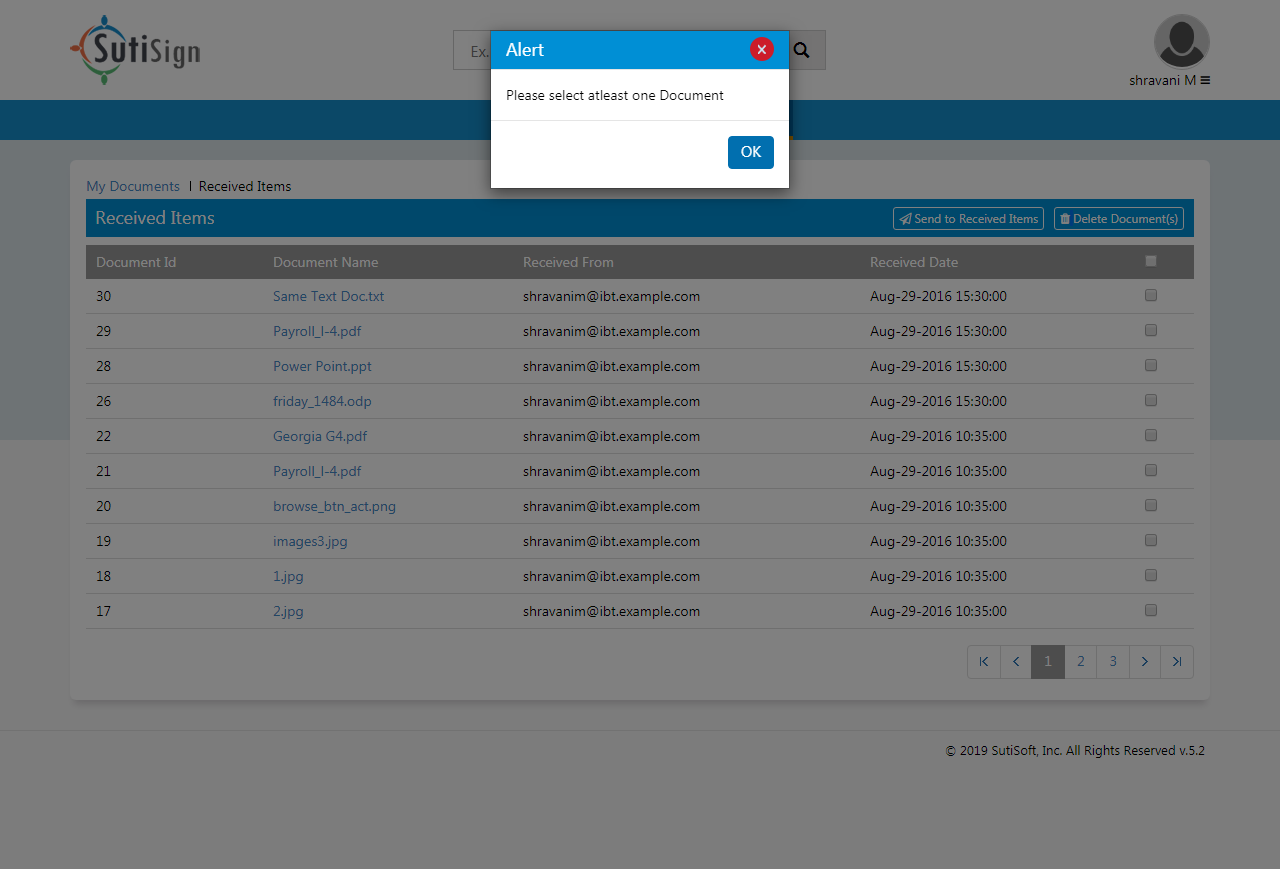 SutiSign
Ex.
Alert
Please select atleast one Document
OK
shravani M
My Documents | Received Items
Received Items
Send to Received Items
Delete Document(s)
Document Id Document Name Received From Received Date
30 Same Text Doc.txt shravanim@ibt.example.com Aug-29-2016 15:30:00
29 Payroll_I-4.pdf shravanim@ibt.example.com Aug-29-2016 15:30:00
28 Power Point.ppt shravanim@ibt.example.com Aug-29-2016 15:30:00
26 friday_1484.odp shravanim@ibt.example.com Aug-29-2016 15:30:00
22 Georgia G4.pdf shravanim@ibt.example.com Aug-29-2016 10:35:00
21 Payroll_I-4.pdf shravanim@ibt.example.com Aug-29-2016 10:35:00
20 browse_btn_act.png shravanim@ibt.example.com Aug-29-2016 10:35:00
19 images3.jpg shravanim@ibt.example.com Aug-29-2016 10:35:00
18 1.jpg shravanim@ibt.example.com Aug-29-2016 10:35:00
17 2.jpg shravanim@ibt.example.com Aug-29-2016 10:35:00
1 2 3
© 2019 SutiSoft, Inc. All Rights Reserved v.5.2